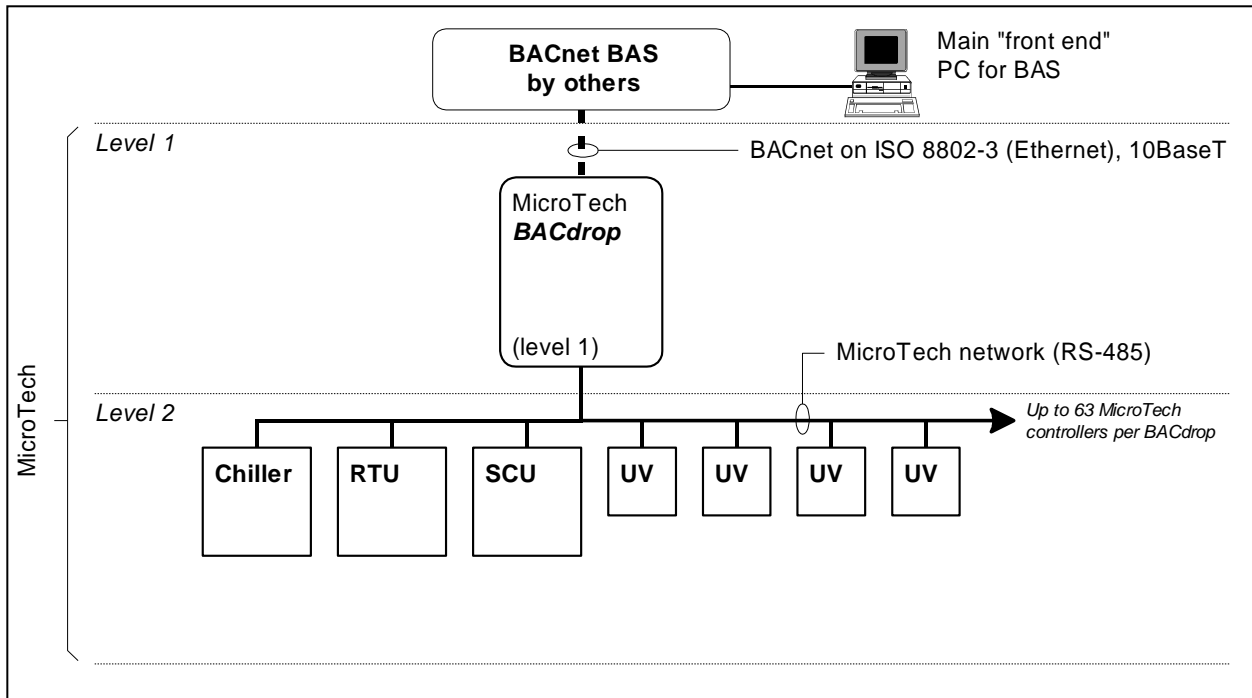 BACnet BAS
by others
Main "front end"
PC for BAS
Level 1
BACnet on ISO 8802-3 (Ethernet), 10BaseT
MicroTech
BACdrop
(level 1)
MicroTech network (RS-485)
MicroTech
Level 2
Up to 63 MicroTech
controllers per BACdrop
Chiller
RTU
SCU
UV
UV
UV
UV